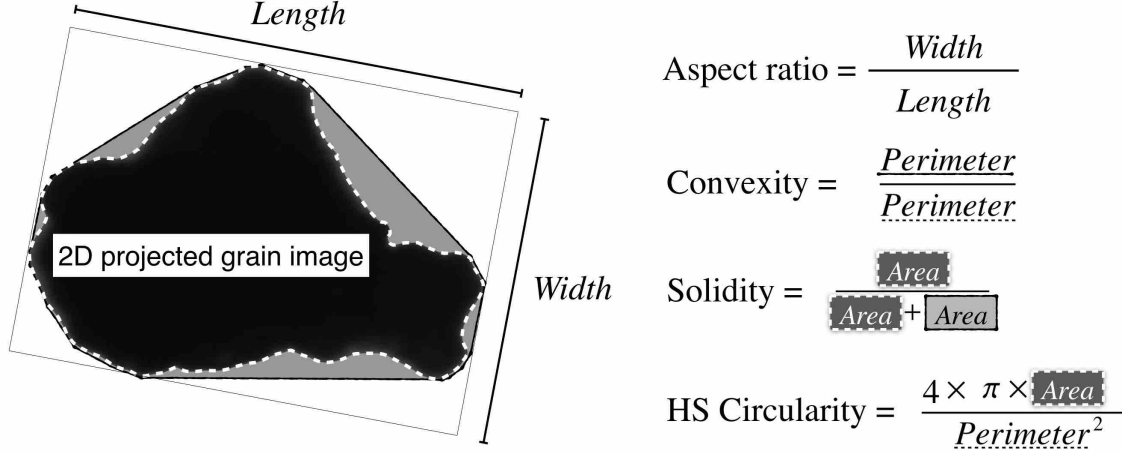 Length
2D projected grain image
Width
Aspect ratio = Width
Length
Convexity = Perimeter
Perimeter
Solidity = Area
Area + Area
HS Circularity = 4 × π × Area
Perimeter²